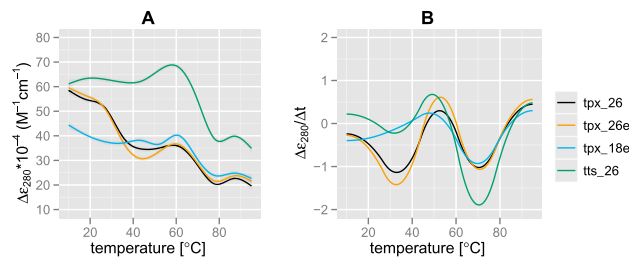 A
80
70
60
50
40
30
20
10
Δε280*10⁻⁴ (M⁻¹cm⁻¹)
20 40 60 80
temperature [°C]
B
2
1
0
−1
−2
Δε280/Δt
20 40 60 80
temperature [°C]
tpx_26
tpx_26e
tpx_18e
tts_26